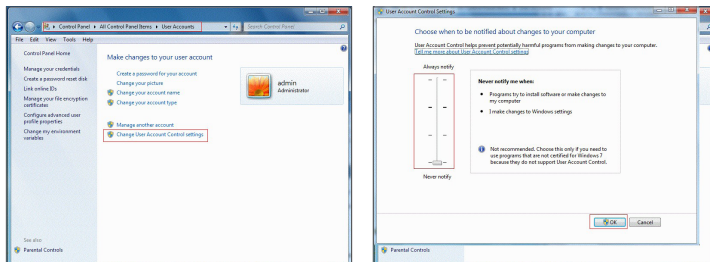 Control Panel ▸ All Control Panel Items ▸ User Accounts
Search Control Panel
File Edit View Tools Help
Control Panel Home
Manage your credentials
Create a password reset disk
Link online IDs
Manage your file encryption
certificates
Configure advanced user
profile properties
Change my environment
variables
See also
Parental Controls
Make changes to your user account
Create a password for your account
Change your picture
Change your account name
Change your account type
Manage another account
Change User Account Control settings
admin
Administrator
User Account Control Settings
Choose when to be notified about changes to your computer
User Account Control helps prevent potentially harmful programs from making changes to your computer.
Tell me more about User Account Control settings
Always notify
Never notify me when:
• Programs try to install software or make changes to
my computer
• I make changes to Windows settings
Not recommended. Choose this only if you need to
use programs that are not certified for Windows 7
because they do not support User Account Control.
Never notify
OK
Cancel
Parental Controls